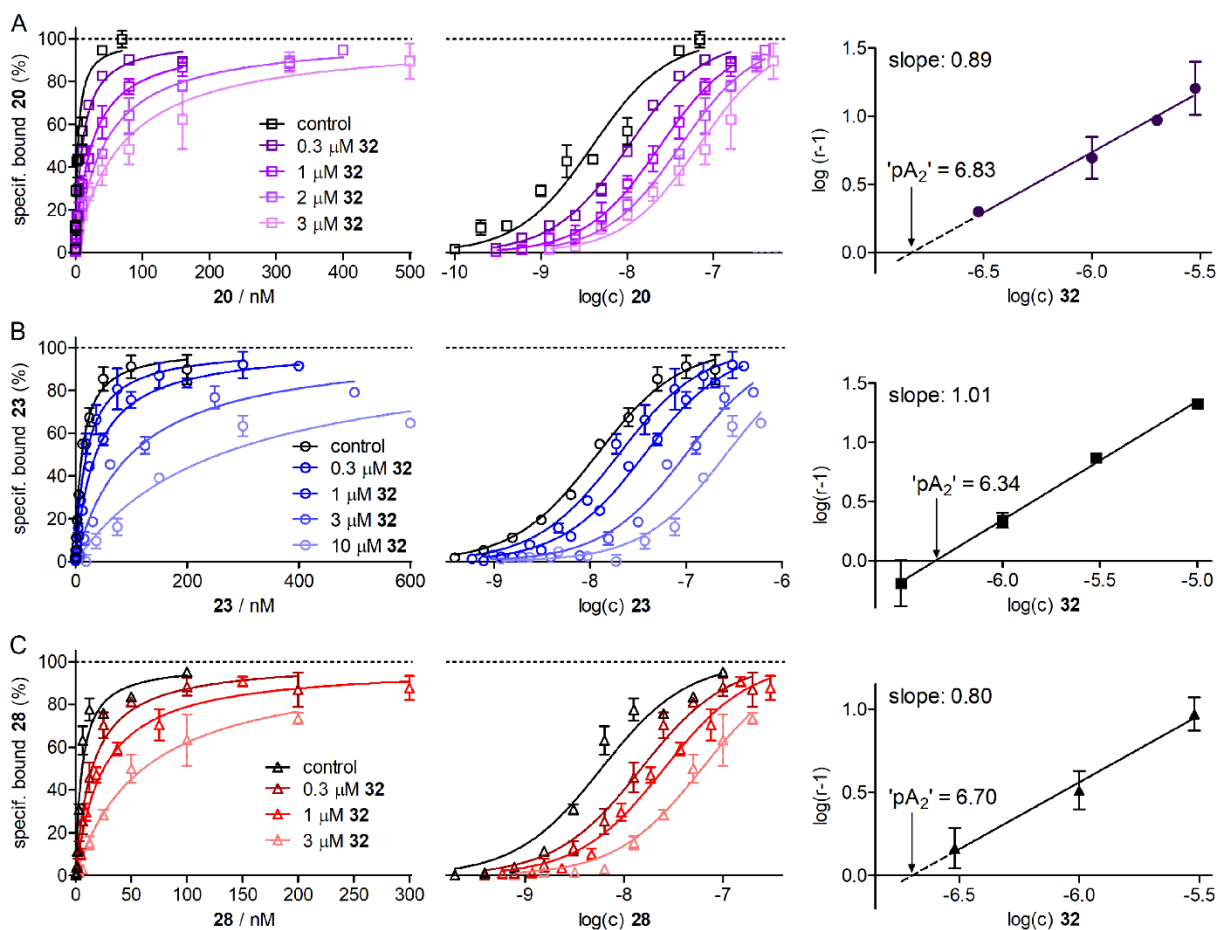 A
specif. bound 20 (%)
100
80
60
40
20
0
control
0.3 µM 32
1 µM 32
2 µM 32
3 µM 32
0 100 200 300 400 500
20 / nM
-10 -9 -8 -7
log(c) 20
slope: 0.89
log (r-1)
1.5
1.0
0.5
0.0
'pA2' = 6.83
-6.5 -6.0 -5.5
log(c) 32
B
specif. bound 23 (%)
100
80
60
40
20
0
control
0.3 µM 32
1 µM 32
3 µM 32
10 µM 32
0 200 400 600
23 / nM
-9 -8 -7 -6
log(c) 23
slope: 1.01
log(r-1)
1.5
1.0
0.5
0.0
'pA2' = 6.34
-6.0 -5.5 -5.0
log(c) 32
C
specif. bound 28 (%)
100
80
60
40
20
0
control
0.3 µM 32
1 µM 32
3 µM 32
0 50 100 150 200 250 300
28 / nM
-9 -8 -7
log(c) 28
slope: 0.80
log(r-1)
1.0
0.5
0.0
'pA2' = 6.70
-6.5 -6.0 -5.5
log(c) 32